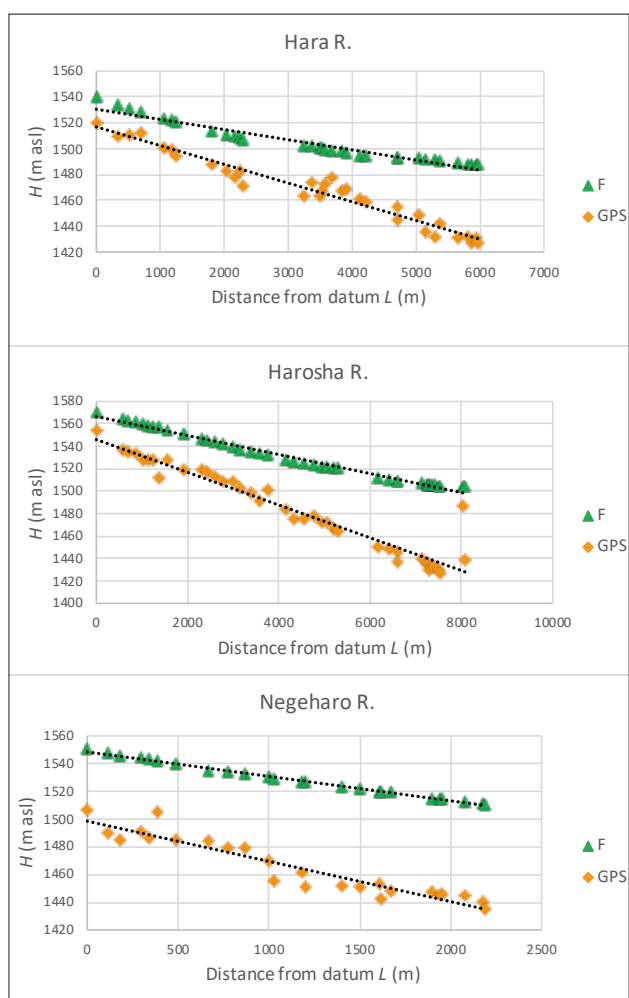 Hara R.
1560
1540
1520
1500
1480
1460
1440
1420
H (m asl)
0 1000 2000 3000 4000 5000 6000 7000
Distance from datum L (m)
F
GPS
Harosha R.
1580
1560
1540
1520
1500
1480
1460
1440
1420
1400
H (m asl)
0 2000 4000 6000 8000 10000
Distance from datum L (m)
F
GPS
Negeharo R.
1560
1540
1520
1500
1480
1460
1440
1420
H (m asl)
0 500 1000 1500 2000 2500
Distance from datum L (m)
F
GPS